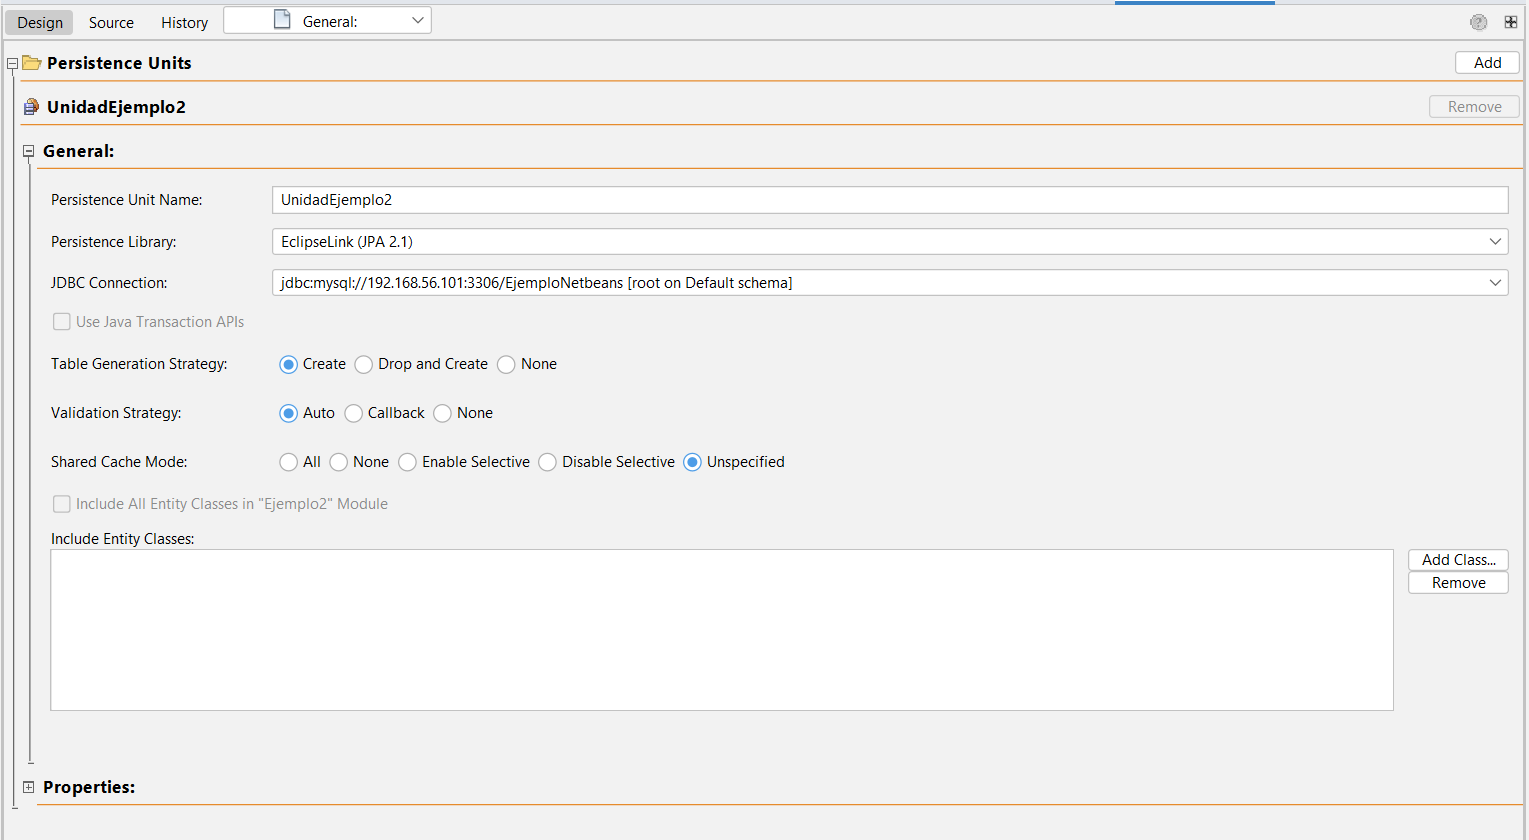 Design Source History General:
Persistence Units Add
UnidadEjemplo2 Remove
General:
Persistence Unit Name: UnidadEjemplo2
Persistence Library: EclipseLink (JPA 2.1)
JDBC Connection: jdbc:mysql://192.168.56.101:3306/EjemploNetbeans [root on Default schema]
Use Java Transaction APIs
Table Generation Strategy: Create Drop and Create None
Validation Strategy: Auto Callback None
Shared Cache Mode: All None Enable Selective Disable Selective Unspecified
Include All Entity Classes in "Ejemplo2" Module
Include Entity Classes:
Add Class...
Remove
Properties: